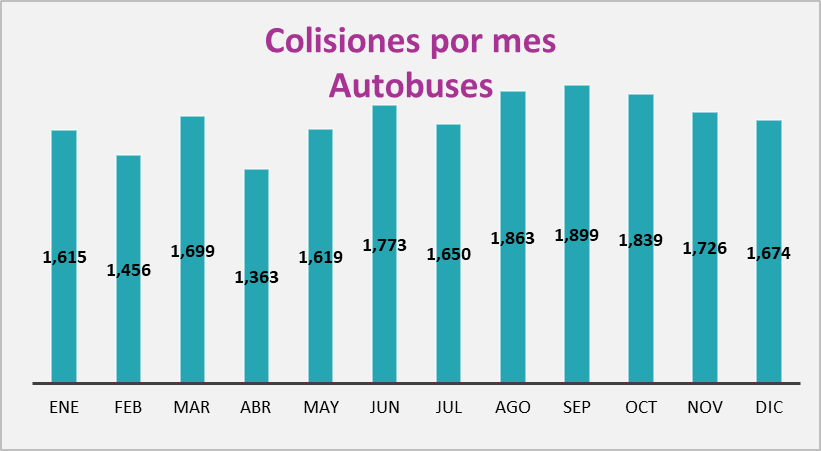 Colisiones por mes
Autobuses
1,615 1,456 1,699 1,363 1,619 1,773 1,650 1,863 1,899 1,839 1,726 1,674
ENE FEB MAR ABR MAY JUN JUL AGO SEP OCT NOV DIC